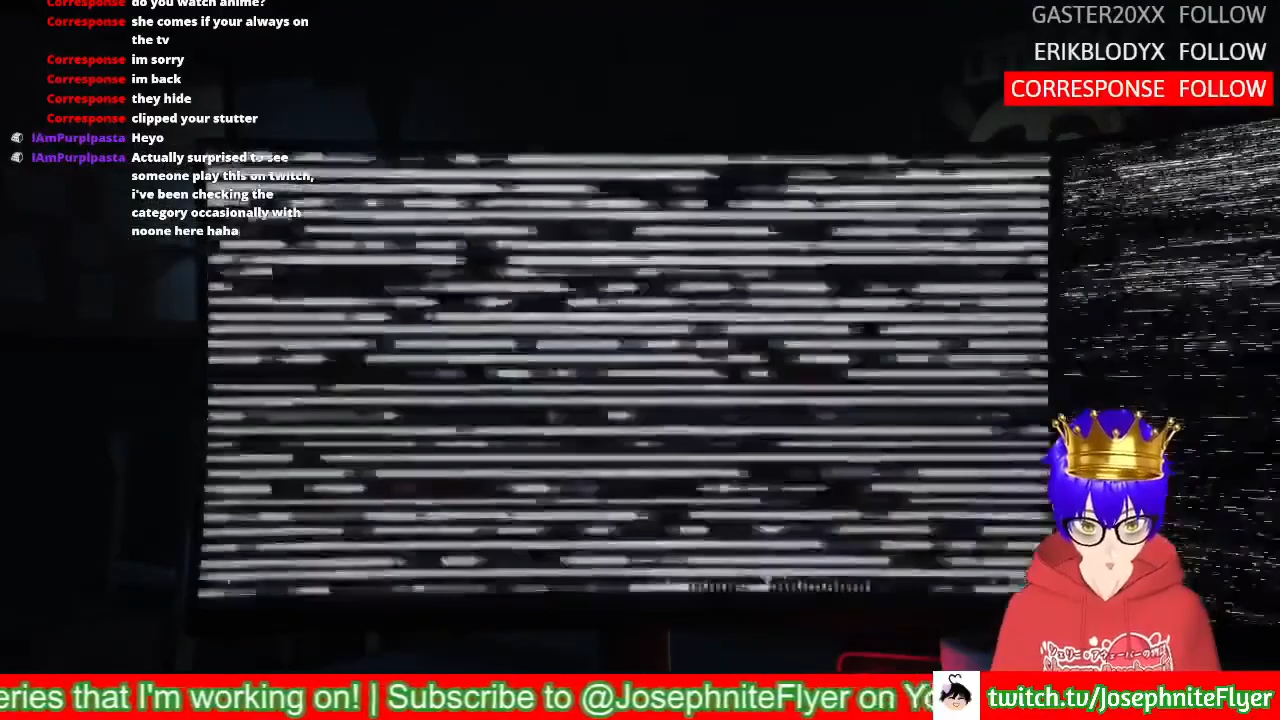 Corresponse do you watch anime?
Corresponse she comes if your always on
the tv
Corresponse im sorry
Corresponse im back
Corresponse they hide
Corresponse clipped your stutter
IAmPurplpasta Heyo
IAmPurplpasta Actually surprised to see
someone play this on twitch,
i've been checking the
category occasionally with
noone here haha
GASTER20XX FOLLOW
ERIKBLODYX FOLLOW
CORRESPONSE FOLLOW
eries that I'm working on! | Subscribe to @JosephniteFlyer on Yo
twitch.tv/JosephniteFlyer